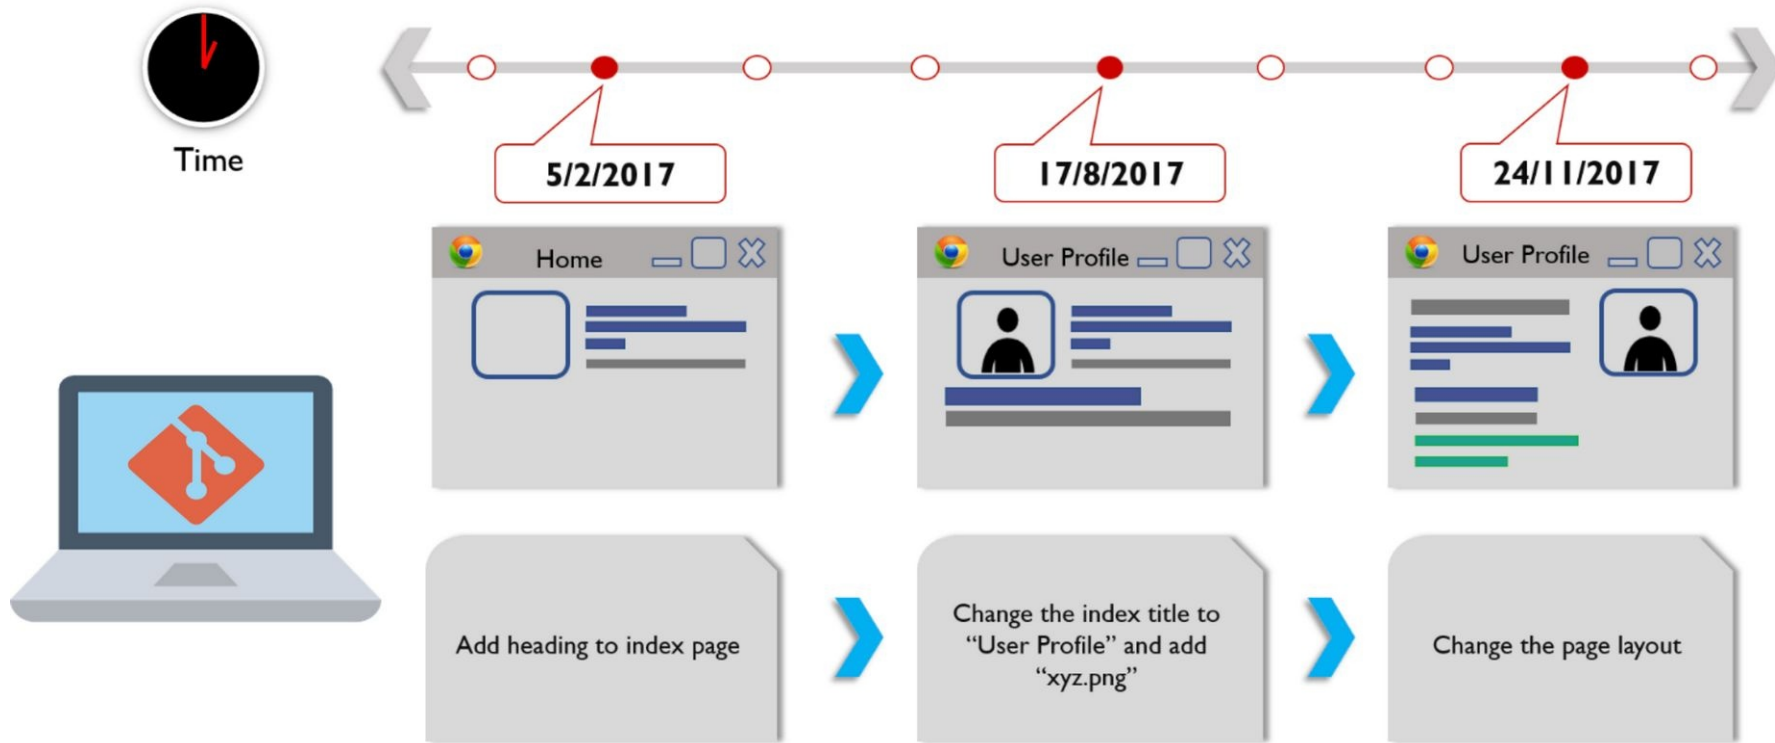 Time
5/2/2017
17/8/2017
24/11/2017
Home
User Profile
User Profile
Add heading to index page
Change the index title to
“User Profile” and add
“xyz.png”
Change the page layout